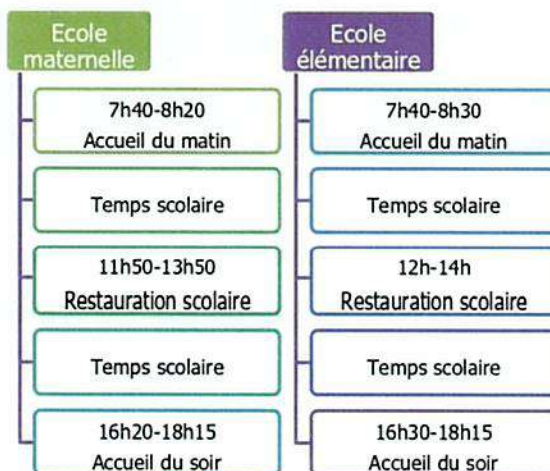 Ecole
maternelle
7h40-8h20
Accueil du matin
Temps scolaire
11h50-13h50
Restauration scolaire
Temps scolaire
16h20-18h15
Accueil du soir
Ecole
élémentaire
7h40-8h30
Accueil du matin
Temps scolaire
12h-14h
Restauration scolaire
Temps scolaire
16h30-18h15
Accueil du soir